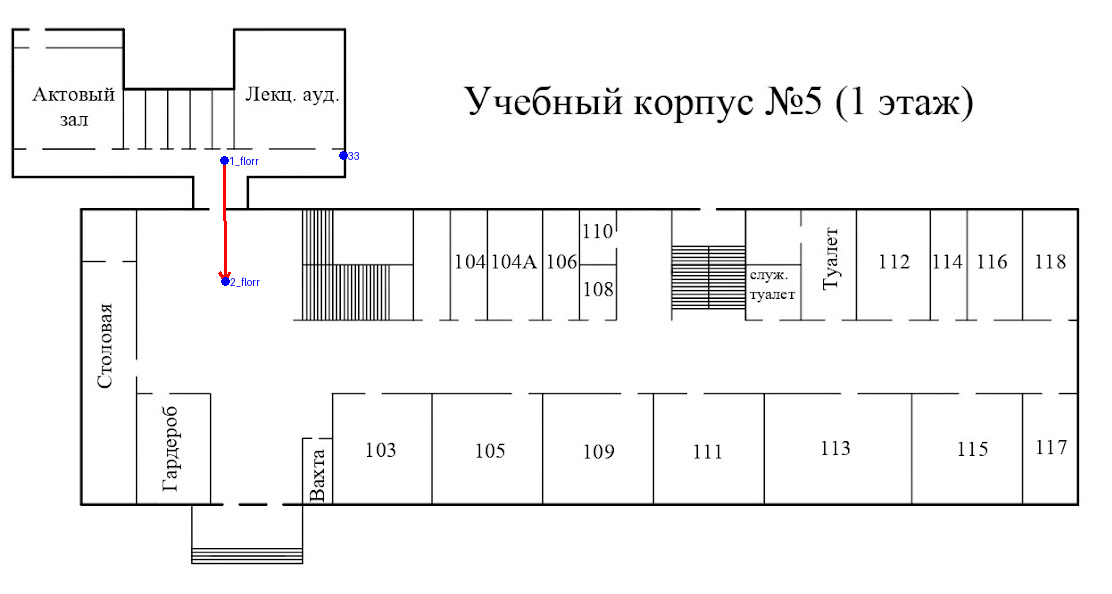 Учебный корпус №5 (1 этаж)
Актовый
зал
Лекц. ауд.
1_florr
33
2_florr
Столовая
Гардероб
Вахта
104
104А
106
110
108
служ.
туалет
Туалет
112
114
116
118
103
105
109
111
113
115
117